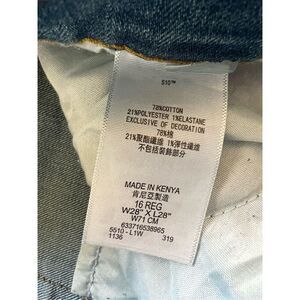 510™
78%COTTON
21%POLYESTER 1%ELASTANE
EXCLUSIVE OF DECORATION
78%棉
21%聚酯纖維 1%彈性纖維
不包括裝飾部分
MADE IN KENYA
肯尼亞製造
16 REG
W28" X L28"
W71 CM
633716538965
5510 - L1W
1136 319